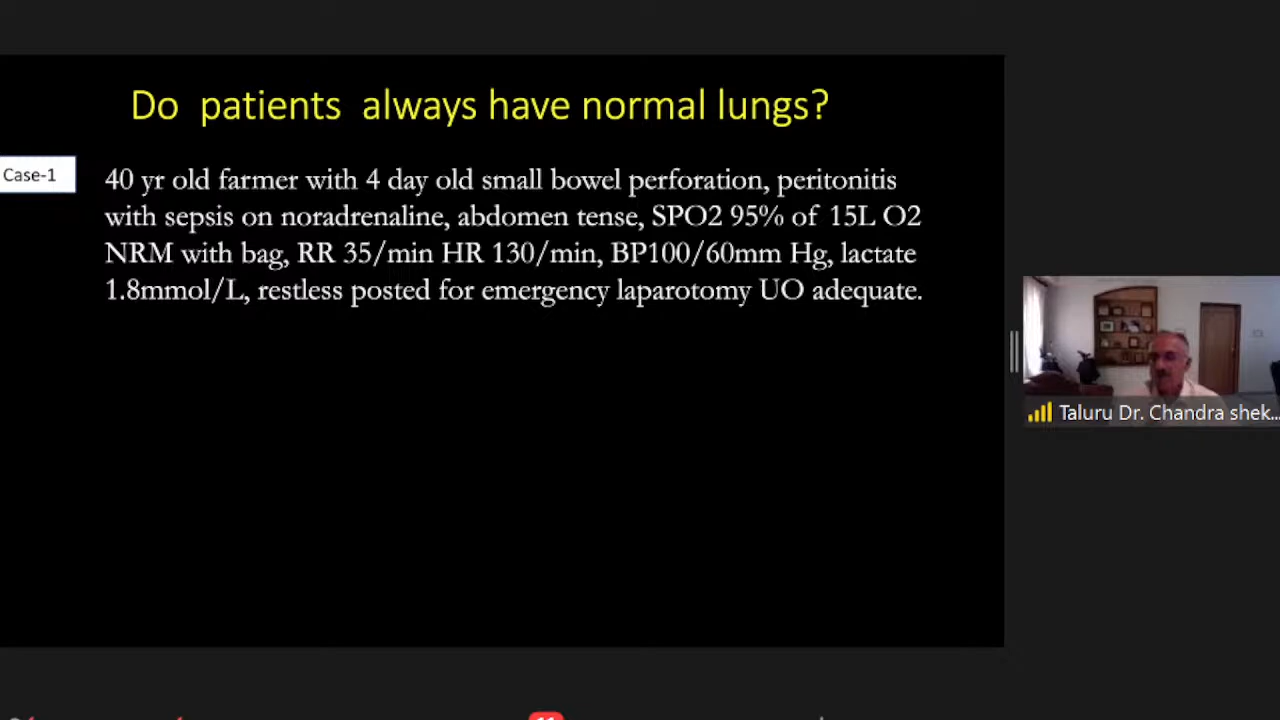 Do patients always have normal lungs?
Case-1
40 yr old farmer with 4 day old small bowel perforation, peritonitis
with sepsis on noradrenaline, abdomen tense, SPO2 95% of 15L O2
NRM with bag, RR 35/min HR 130/min, BP100/60mm Hg, lactate
1.8mmol/L, restless posted for emergency laparotomy UO adequate.
Taluru Dr. Chandra shek...